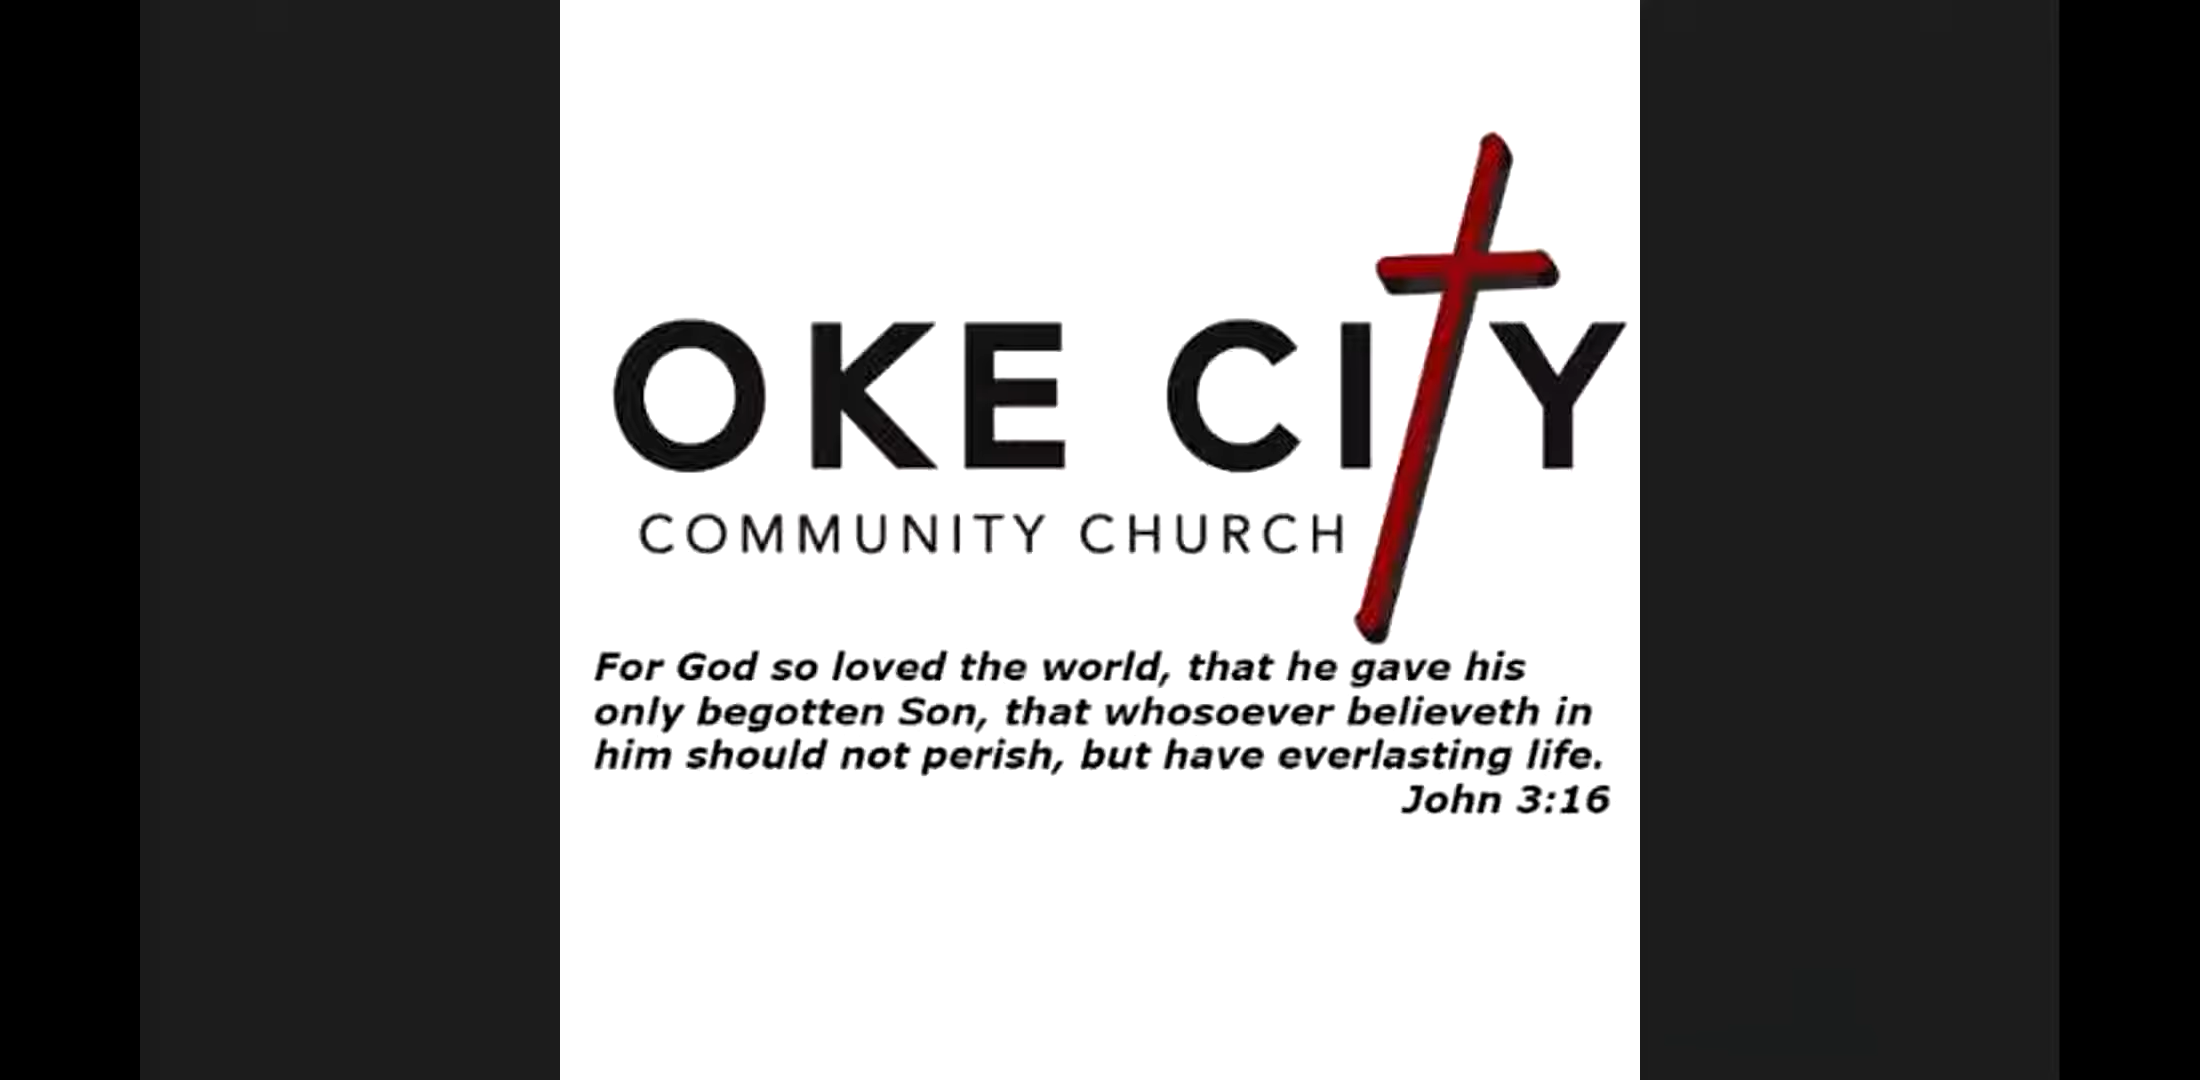 OKE CITY
COMMUNITY CHURCH
For God so loved the world, that he gave his
only begotten Son, that whosoever believeth in
him should not perish, but have everlasting life.
John 3:16